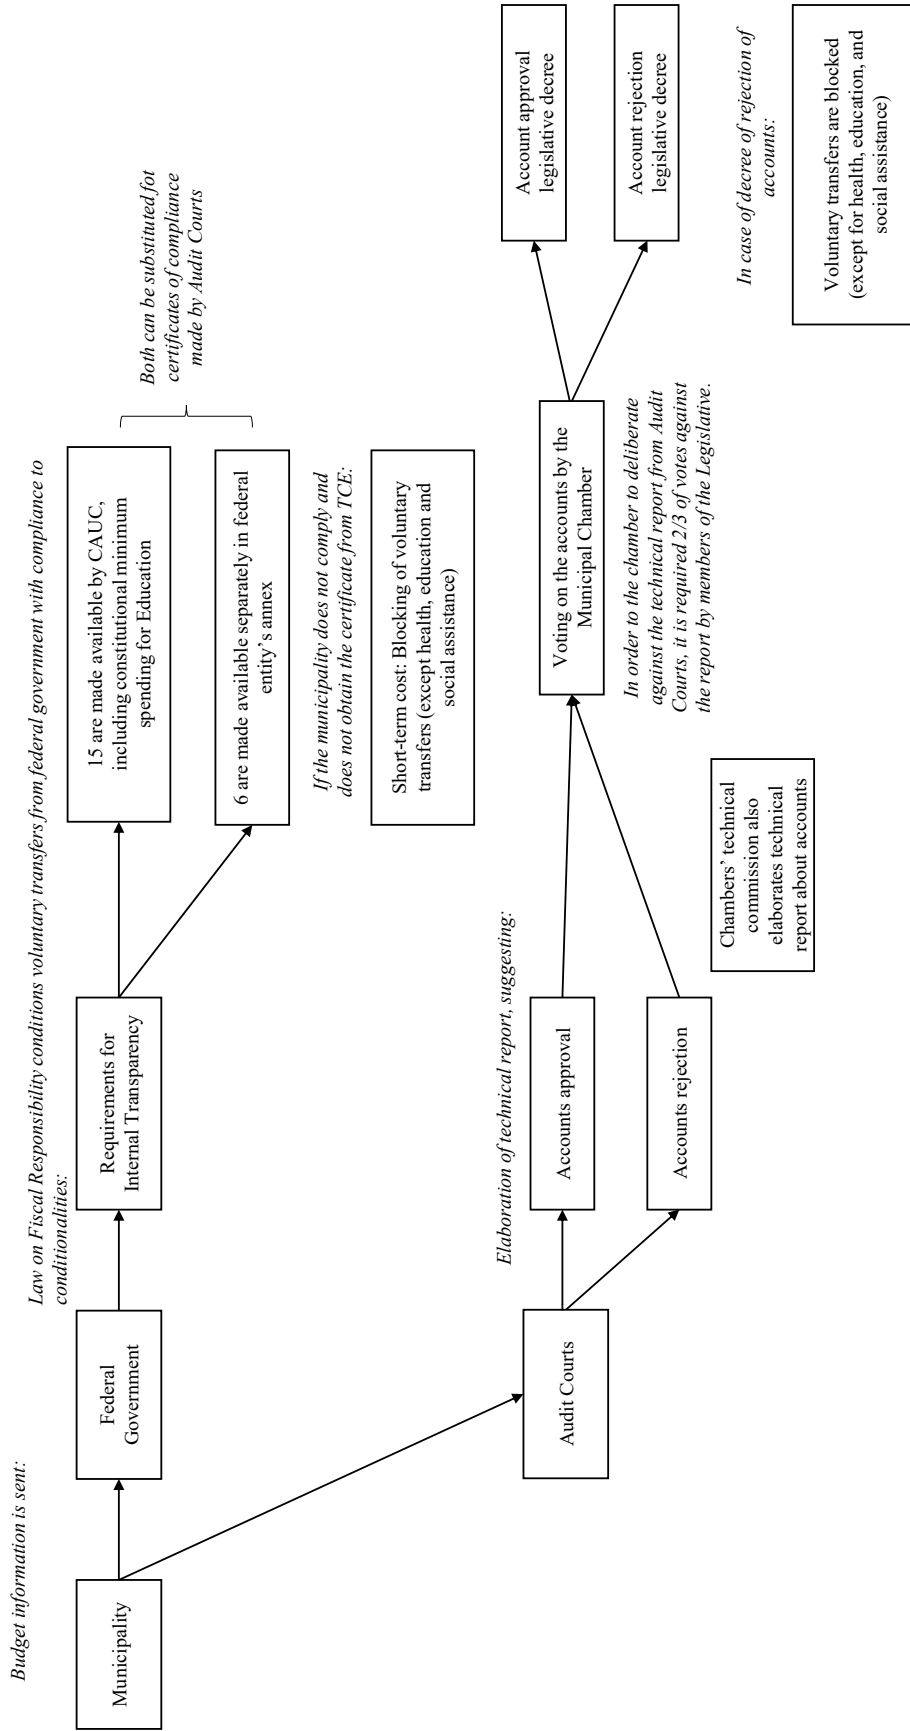 Budget information is sent:
Law on Fiscal Responsibility conditions voluntary transfers from federal government with compliance to
conditionalities:
Municipality
Federal
Government
Requirements for
Internal Transparency
15 are made available by CAUC,
including constitutional minimum
spending for Education
6 are made available separately in federal
entity’s annex
Both can be substituted fot
certificates of compliance
made by Audit Courts
If the municipality does not comply and
does not obtain the certificate from TCE:
Short-term cost: Blocking of voluntary
transfers (except health, education and
social assistance)
Audit Courts
Elaboration of technical report, suggesting:
Accounts approval
Accounts rejection
Chambers’ technical
commission also
elaborates technical
report about accounts
Voting on the accounts by the
Municipal Chamber
In order to the chamber to deliberate
against the technical report from Audit
Courts, it is required 2/3 of votes against
the report by members of the Legislative.
Account approval
legislative decree
Account rejection
legislative decree
In case of decree of rejection of
accounts:
Voluntary transfers are blocked
(except for health, education, and
social assistance)